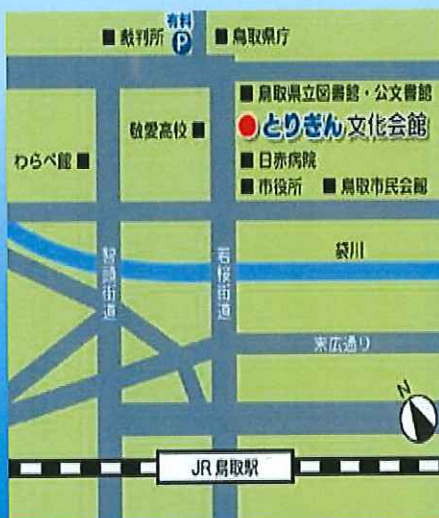 有料
P
■裁判所
■鳥取県庁
■鳥取県立図書館・公文書館
敬愛高校■
●とりぎん文化会館
わらべ館■
■日赤病院
■市役所 ■鳥取市民会館
袋川
智頭街道
若桜街道
末広通り
N
JR鳥取駅